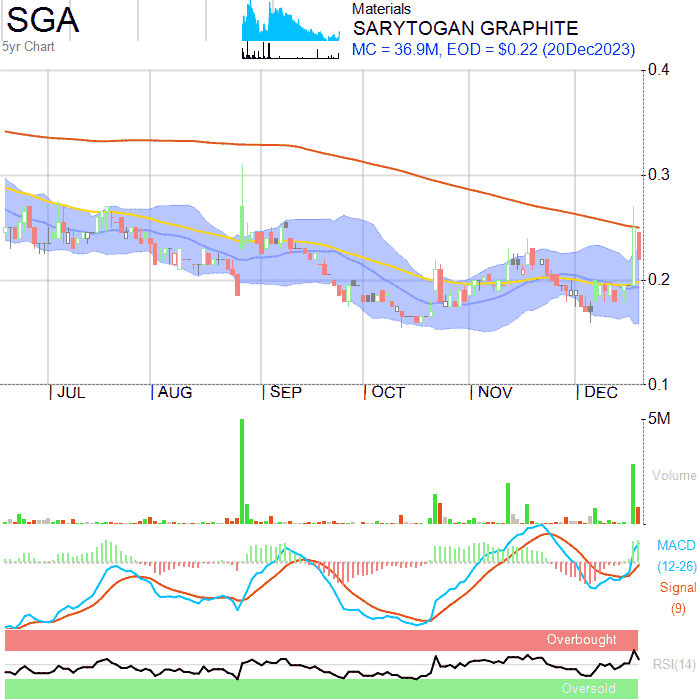 SGA
5yr Chart
Materials
SARYTOGAN GRAPHITE
MC = 36.9M, EOD = $0.22 (20Dec2023)
0.4
0.3
0.2
0.1
JUL
AUG
SEP
OCT
NOV
DEC
5M
Volume
MACD
(12-26)
Signal
(9)
Overbought
RSI(14)
Oversold